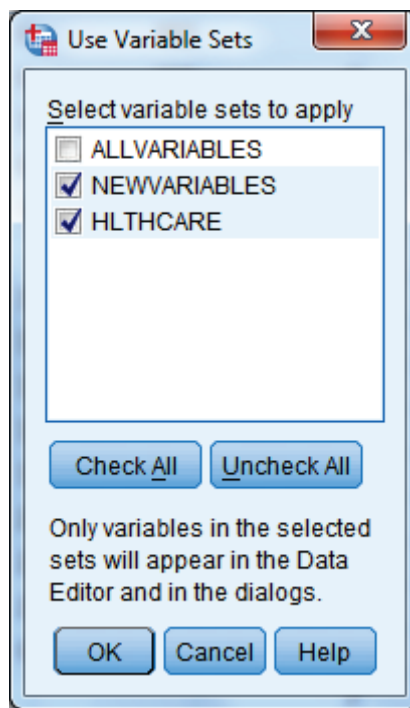 Use Variable Sets
Select variable sets to apply
ALLVARIABLES
NEWVARIABLES
HLTHCARE
Check All
Uncheck All
Only variables in the selected
sets will appear in the Data
Editor and in the dialogs.
OK
Cancel
Help